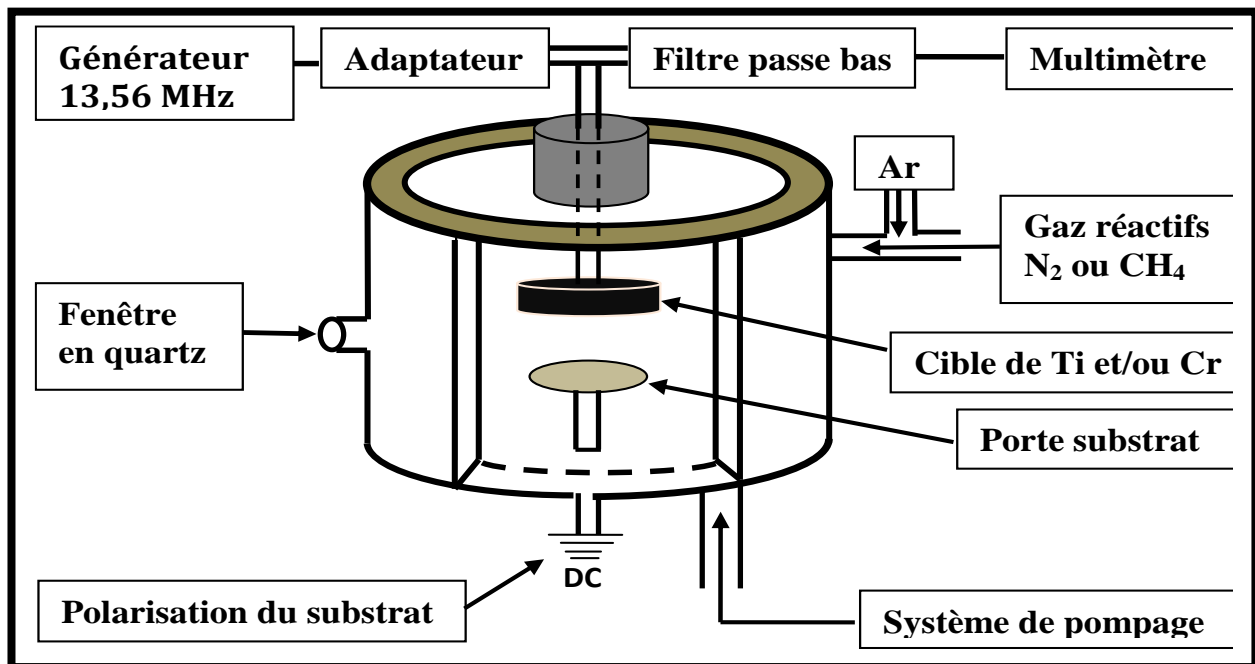 Générateur
13,56 MHz
Adaptateur
Filtre passe bas
Multimètre
Ar
Gaz réactifs
N₂ ou CH₄
Fenêtre
en quartz
Cible de Ti et/ou Cr
Porte substrat
DC
Polarisation du substrat
Système de pompage